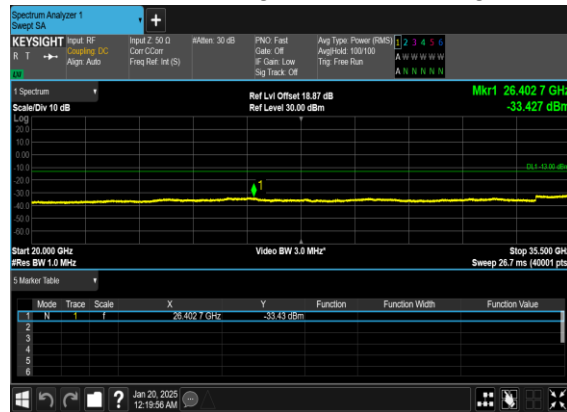 Spectrum Analyzer 1
Swept SA
+
KEYSIGHT Input: RF Input Z: 50 Ω #Atten: 30 dB PNO: Fast Avg Type: Power (RMS) 1 2 3 4 5 6
R T Coupling: DC Corr CCorr Gate: Off Avg|Hold: 100/100 A W W W W W
Align: Auto Freq Ref: Int (S) IF Gain: Low Trig: Free Run
Sig Track: Off A N N N N N
1 Spectrum Ref Lvl Offset 18.87 dB Mkr1 26.402 7 GHz
Scale/Div 10 dB Ref Level 30.00 dBm -33.427 dBm
Log
20.0
10.0
0.00
-10.0 DL1 -13.00 dBm
-20.0
-30.0 1
-40.0
-50.0
-60.0
Start 20.000 GHz Video BW 3.0 MHz* Stop 35.500 GHz
#Res BW 1.0 MHz Sweep 26.7 ms (40001 pts)
5 Marker Table
Mode Trace Scale X Y Function Function Width Function Value
1 N 1 f 26.402 7 GHz -33.43 dBm
2
3
4
5
6
? Jan 20, 2025
12:19:56 AM